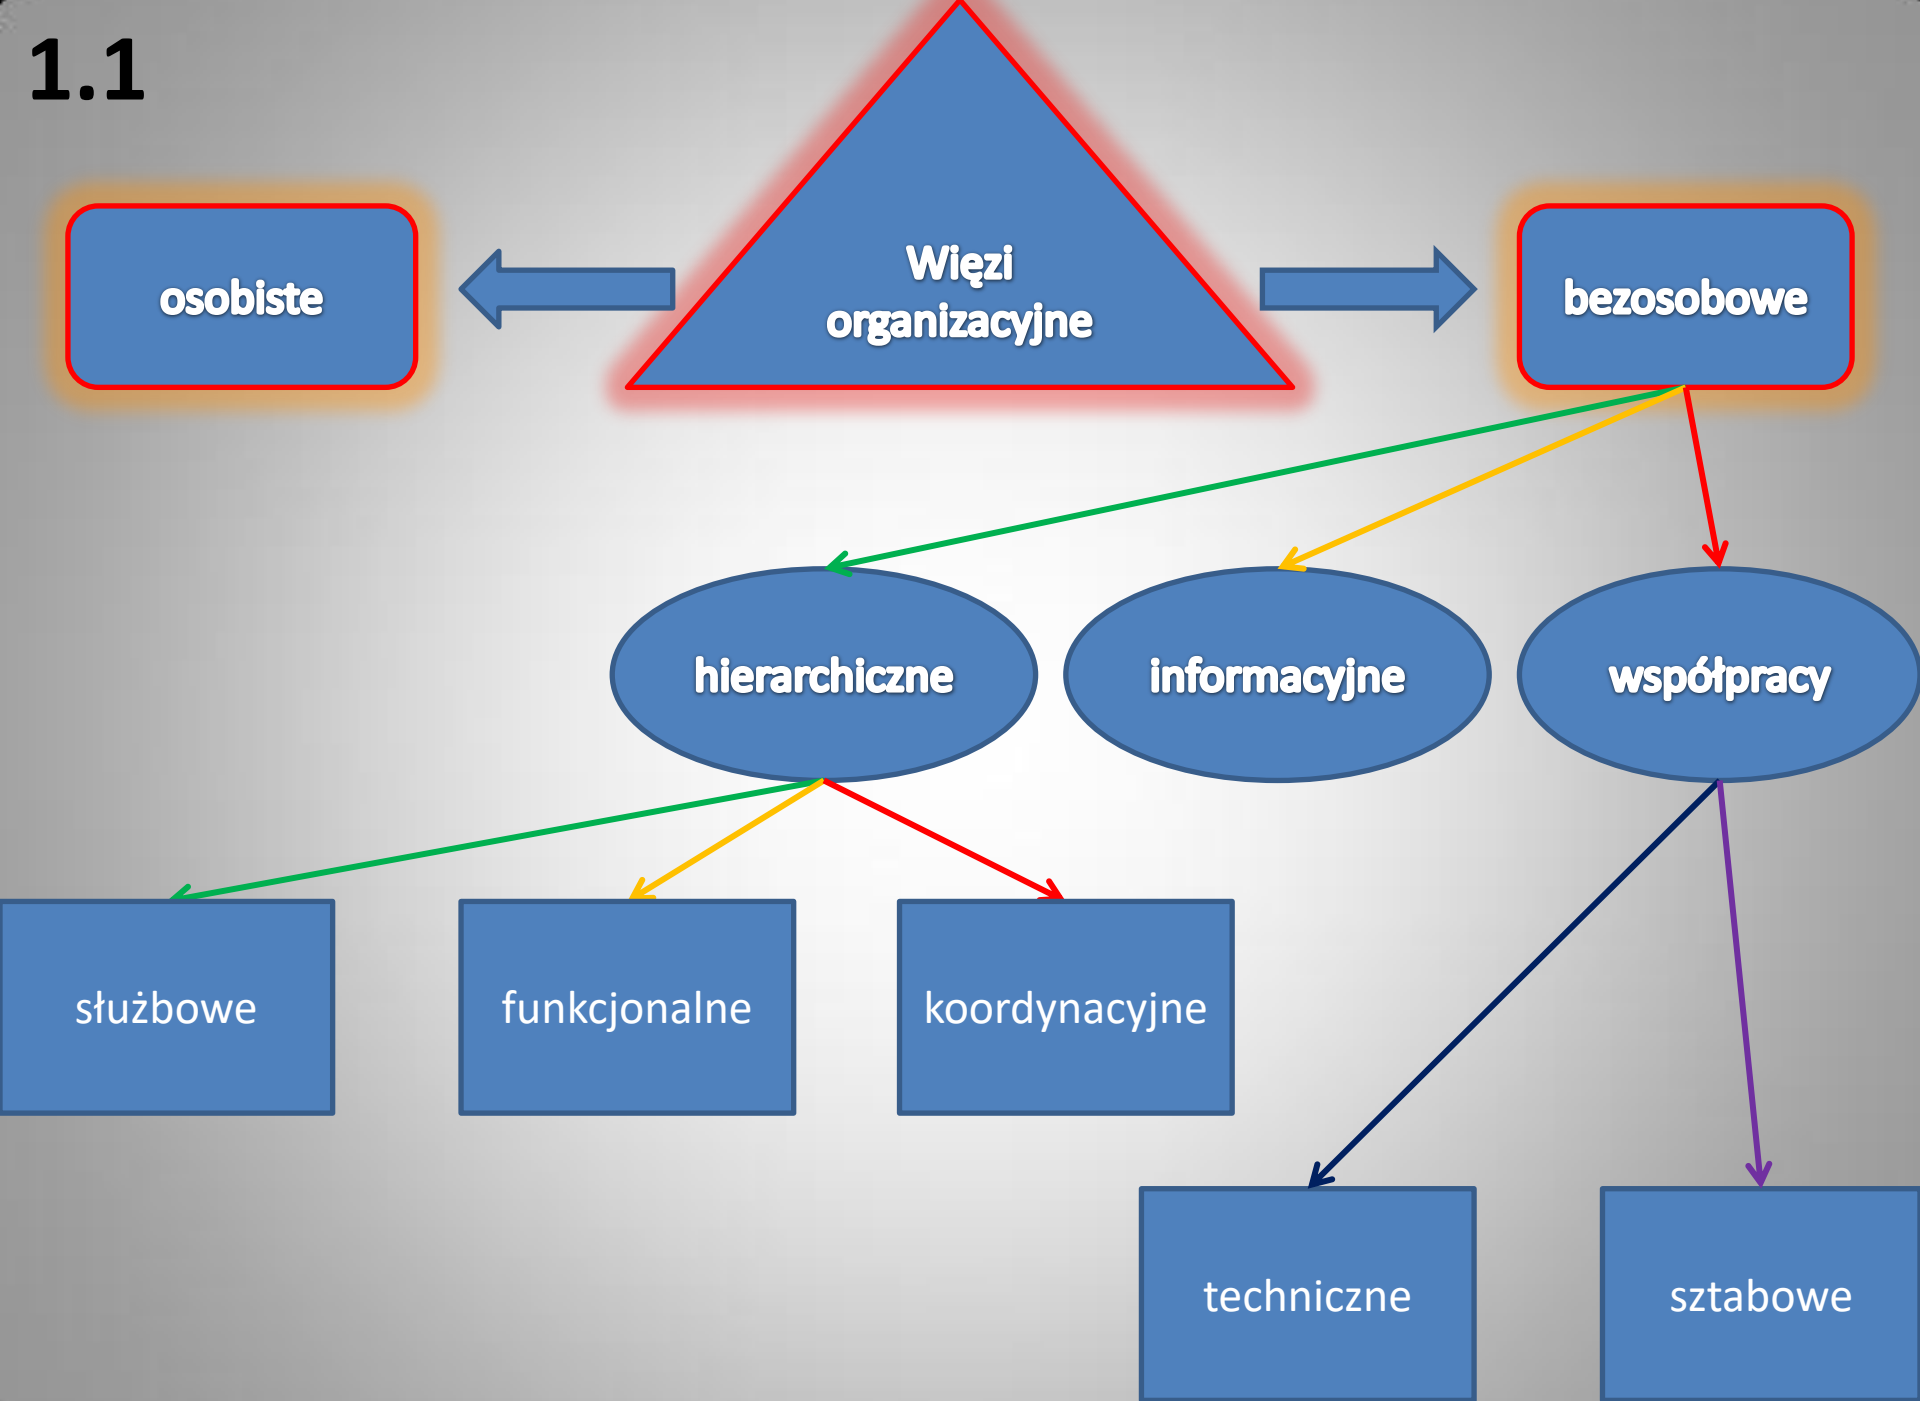 1.1
Więzi
organizacyjne
osobiste
bezosobowe
hierarchiczne
informacyjne
współpracy
służbowe
funkcjonalne
koordynacyjne
techniczne
sztabowe